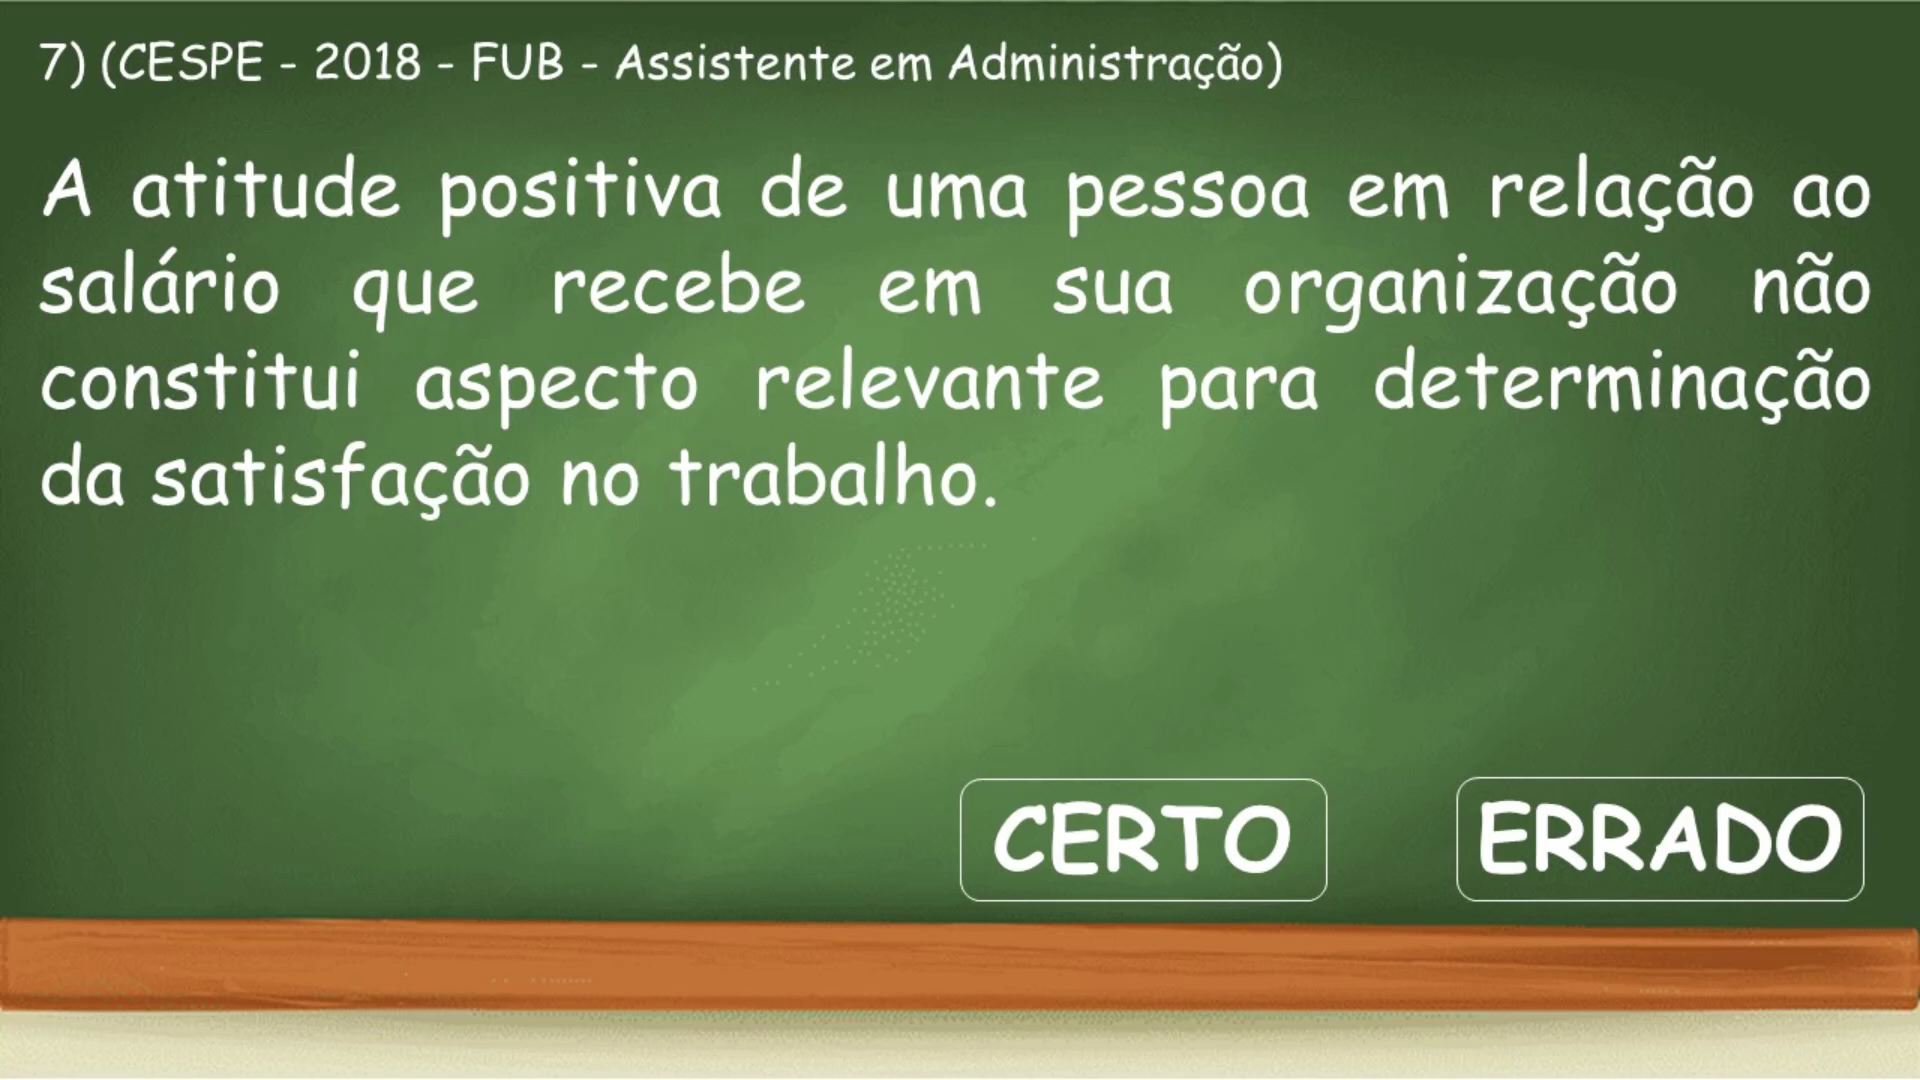 7) (CESPE - 2018 - FUB - Assistente em Administração)
A atitude positiva de uma pessoa em relação ao
salário que recebe em sua organização não
constitui aspecto relevante para determinação
da satisfação no trabalho.
CERTO ERRADO